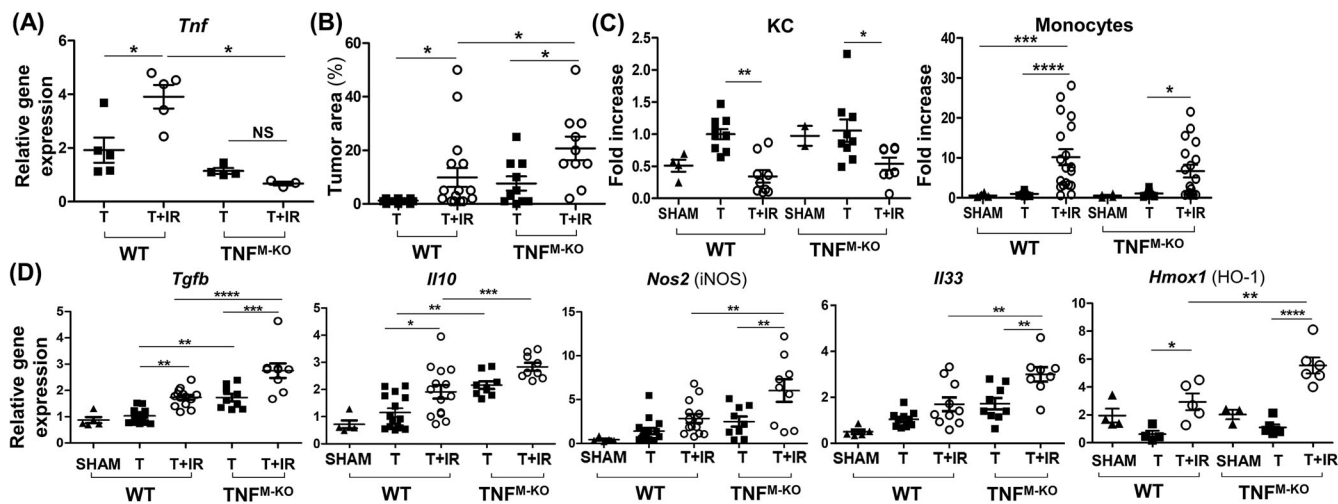 (A)
Tnf
Relative gene
expression
6
4
2
0
*
*
NS
T
T+IR
WT
TNF^M-KO
(B)
Tumor area (%)
60
40
20
0
*
*
*
T
T+IR
T
T+IR
WT
TNF^M-KO
(C)
KC
Fold increase
2.5
2.0
1.5
1.0
0.5
0.0
**
*
SHAM
T
T+IR
SHAM
T
T+IR
WT
TNF^M-KO
Monocytes
Fold increase
50
40
30
20
10
0
***
****
*
SHAM
T
T+IR
SHAM
T
T+IR
WT
TNF^M-KO
(D)
Tgfb
Relative gene
expression
5
4
3
2
1
0
****
***
**
**
SHAM
T
T+IR
T
T+IR
WT
TNF^M-KO
Il10
5
4
3
2
1
0
***
**
*
SHAM
T
T+IR
T
T+IR
WT
TNF^M-KO
Nos2 (iNOS)
15
10
5
0
**
**
SHAM
T
T+IR
T
T+IR
WT
TNF^M-KO
Il33
6
4
2
0
**
**
SHAM
T
T+IR
T
T+IR
WT
TNF^M-KO
Hmox1 (HO-1)
10
8
6
4
2
0
**
****
*
SHAM
T
T+IR
SHAM
T
T+IR
WT
TNF^M-KO